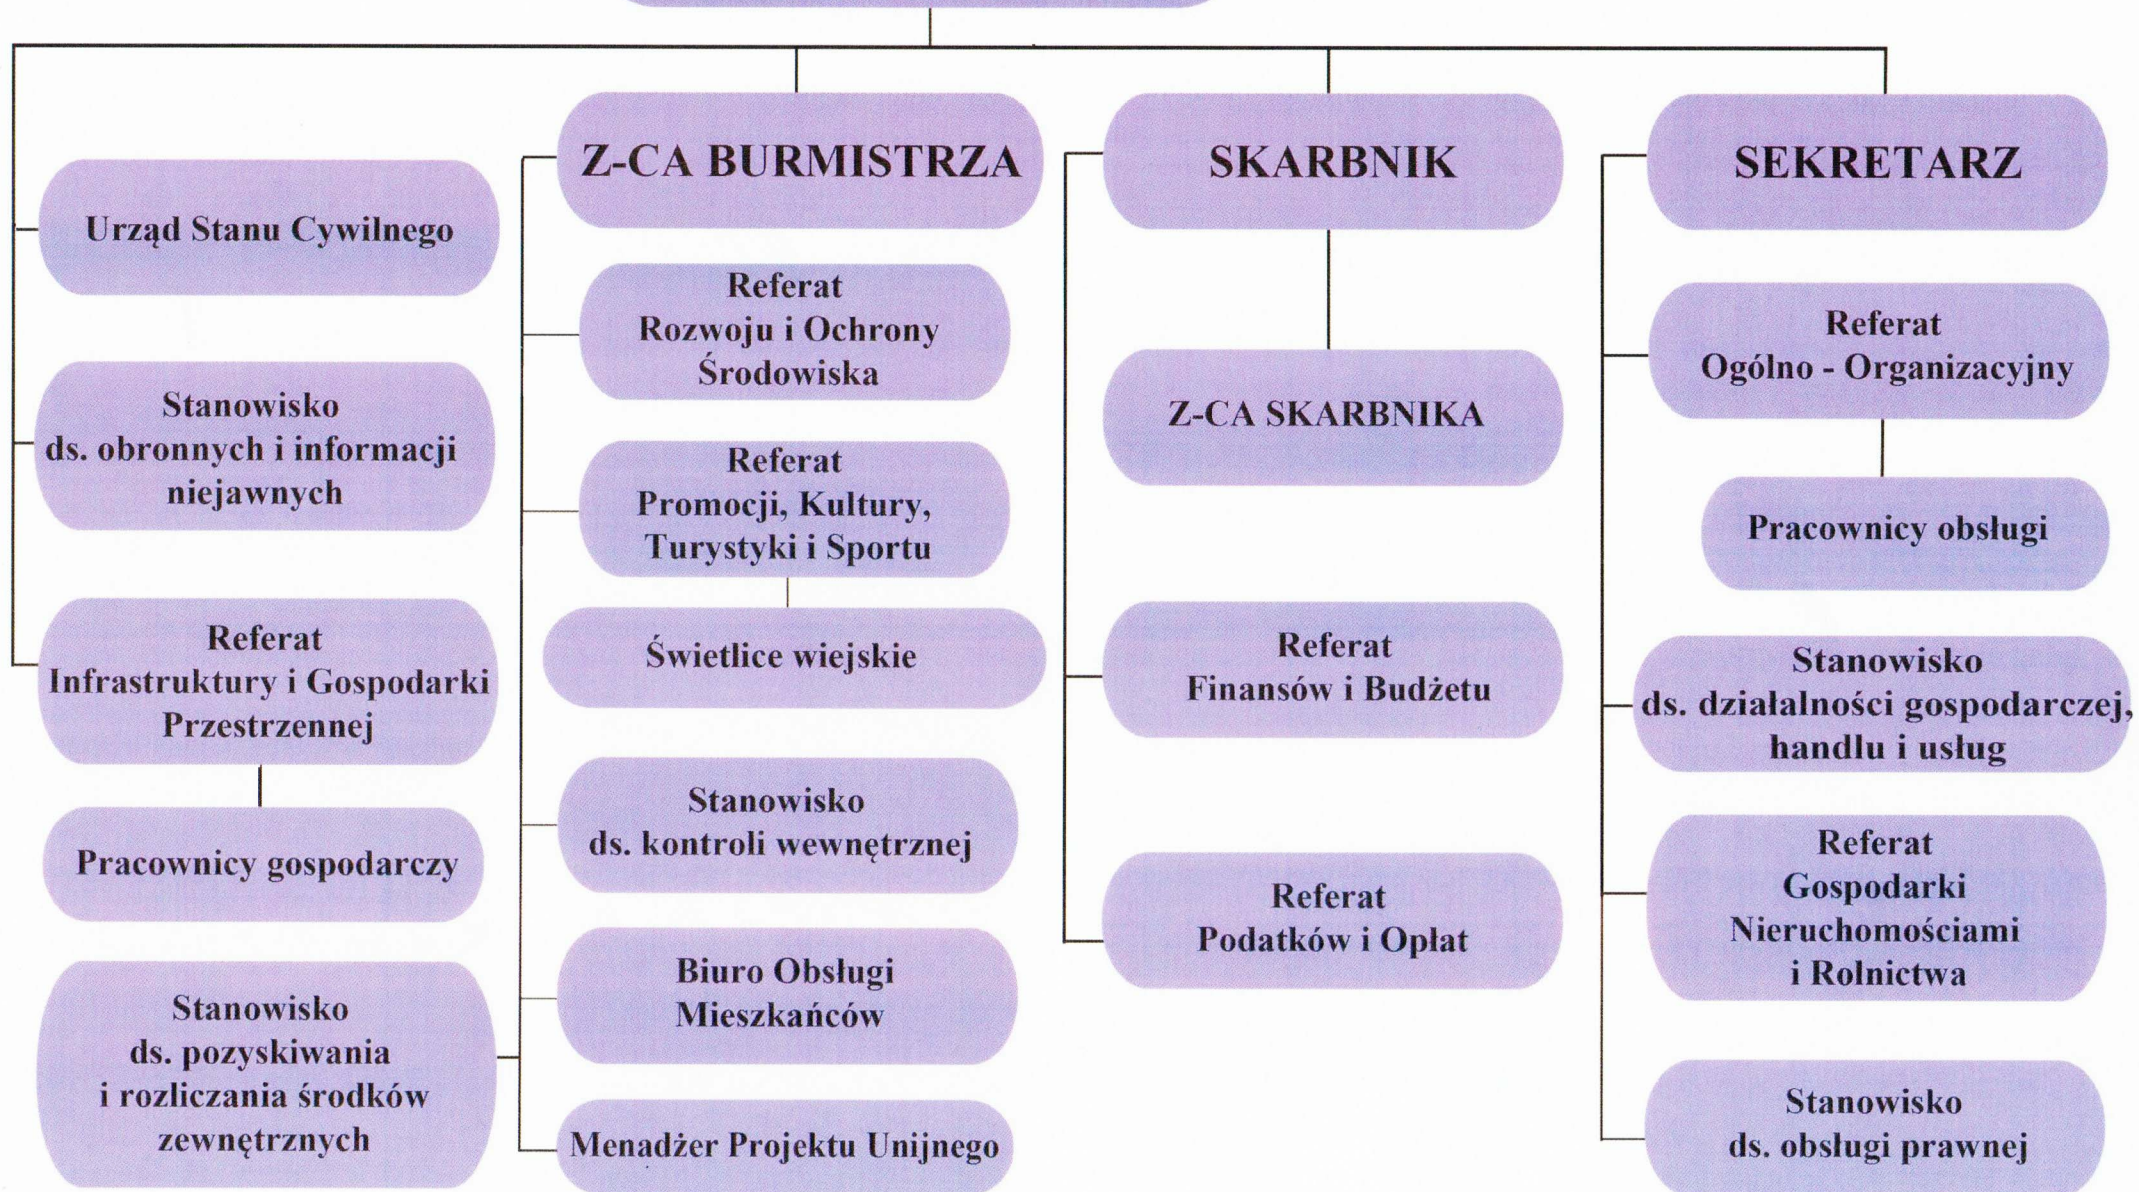 Urząd Stanu Cywilnego
Stanowisko
ds. obronnych i informacji
niejawnych
Referat
Infrastruktury i Gospodarki
Przestrzennej
Pracownicy gospodarczy
Stanowisko
ds. pozyskiwania
i rozliczania środków
zewnętrznych
Z-CA BURMISTRZA
Referat
Rozwoju i Ochrony
Środowiska
Referat
Promocji, Kultury,
Turystyki i Sportu
Świetlice wiejskie
Stanowisko
ds. kontroli wewnętrznej
Biuro Obsługi
Mieszkańców
Menadżer Projektu Unijnego
SKARBNIK
Z-CA SKARBNIKA
Referat
Finansów i Budżetu
Referat
Podatków i Opłat
SEKRETARZ
Referat
Ogólno - Organizacyjny
Pracownicy obsługi
Stanowisko
ds. działalności gospodarczej,
handlu i usług
Referat
Gospodarki
Nieruchomościami
i Rolnictwa
Stanowisko
ds. obsługi prawnej